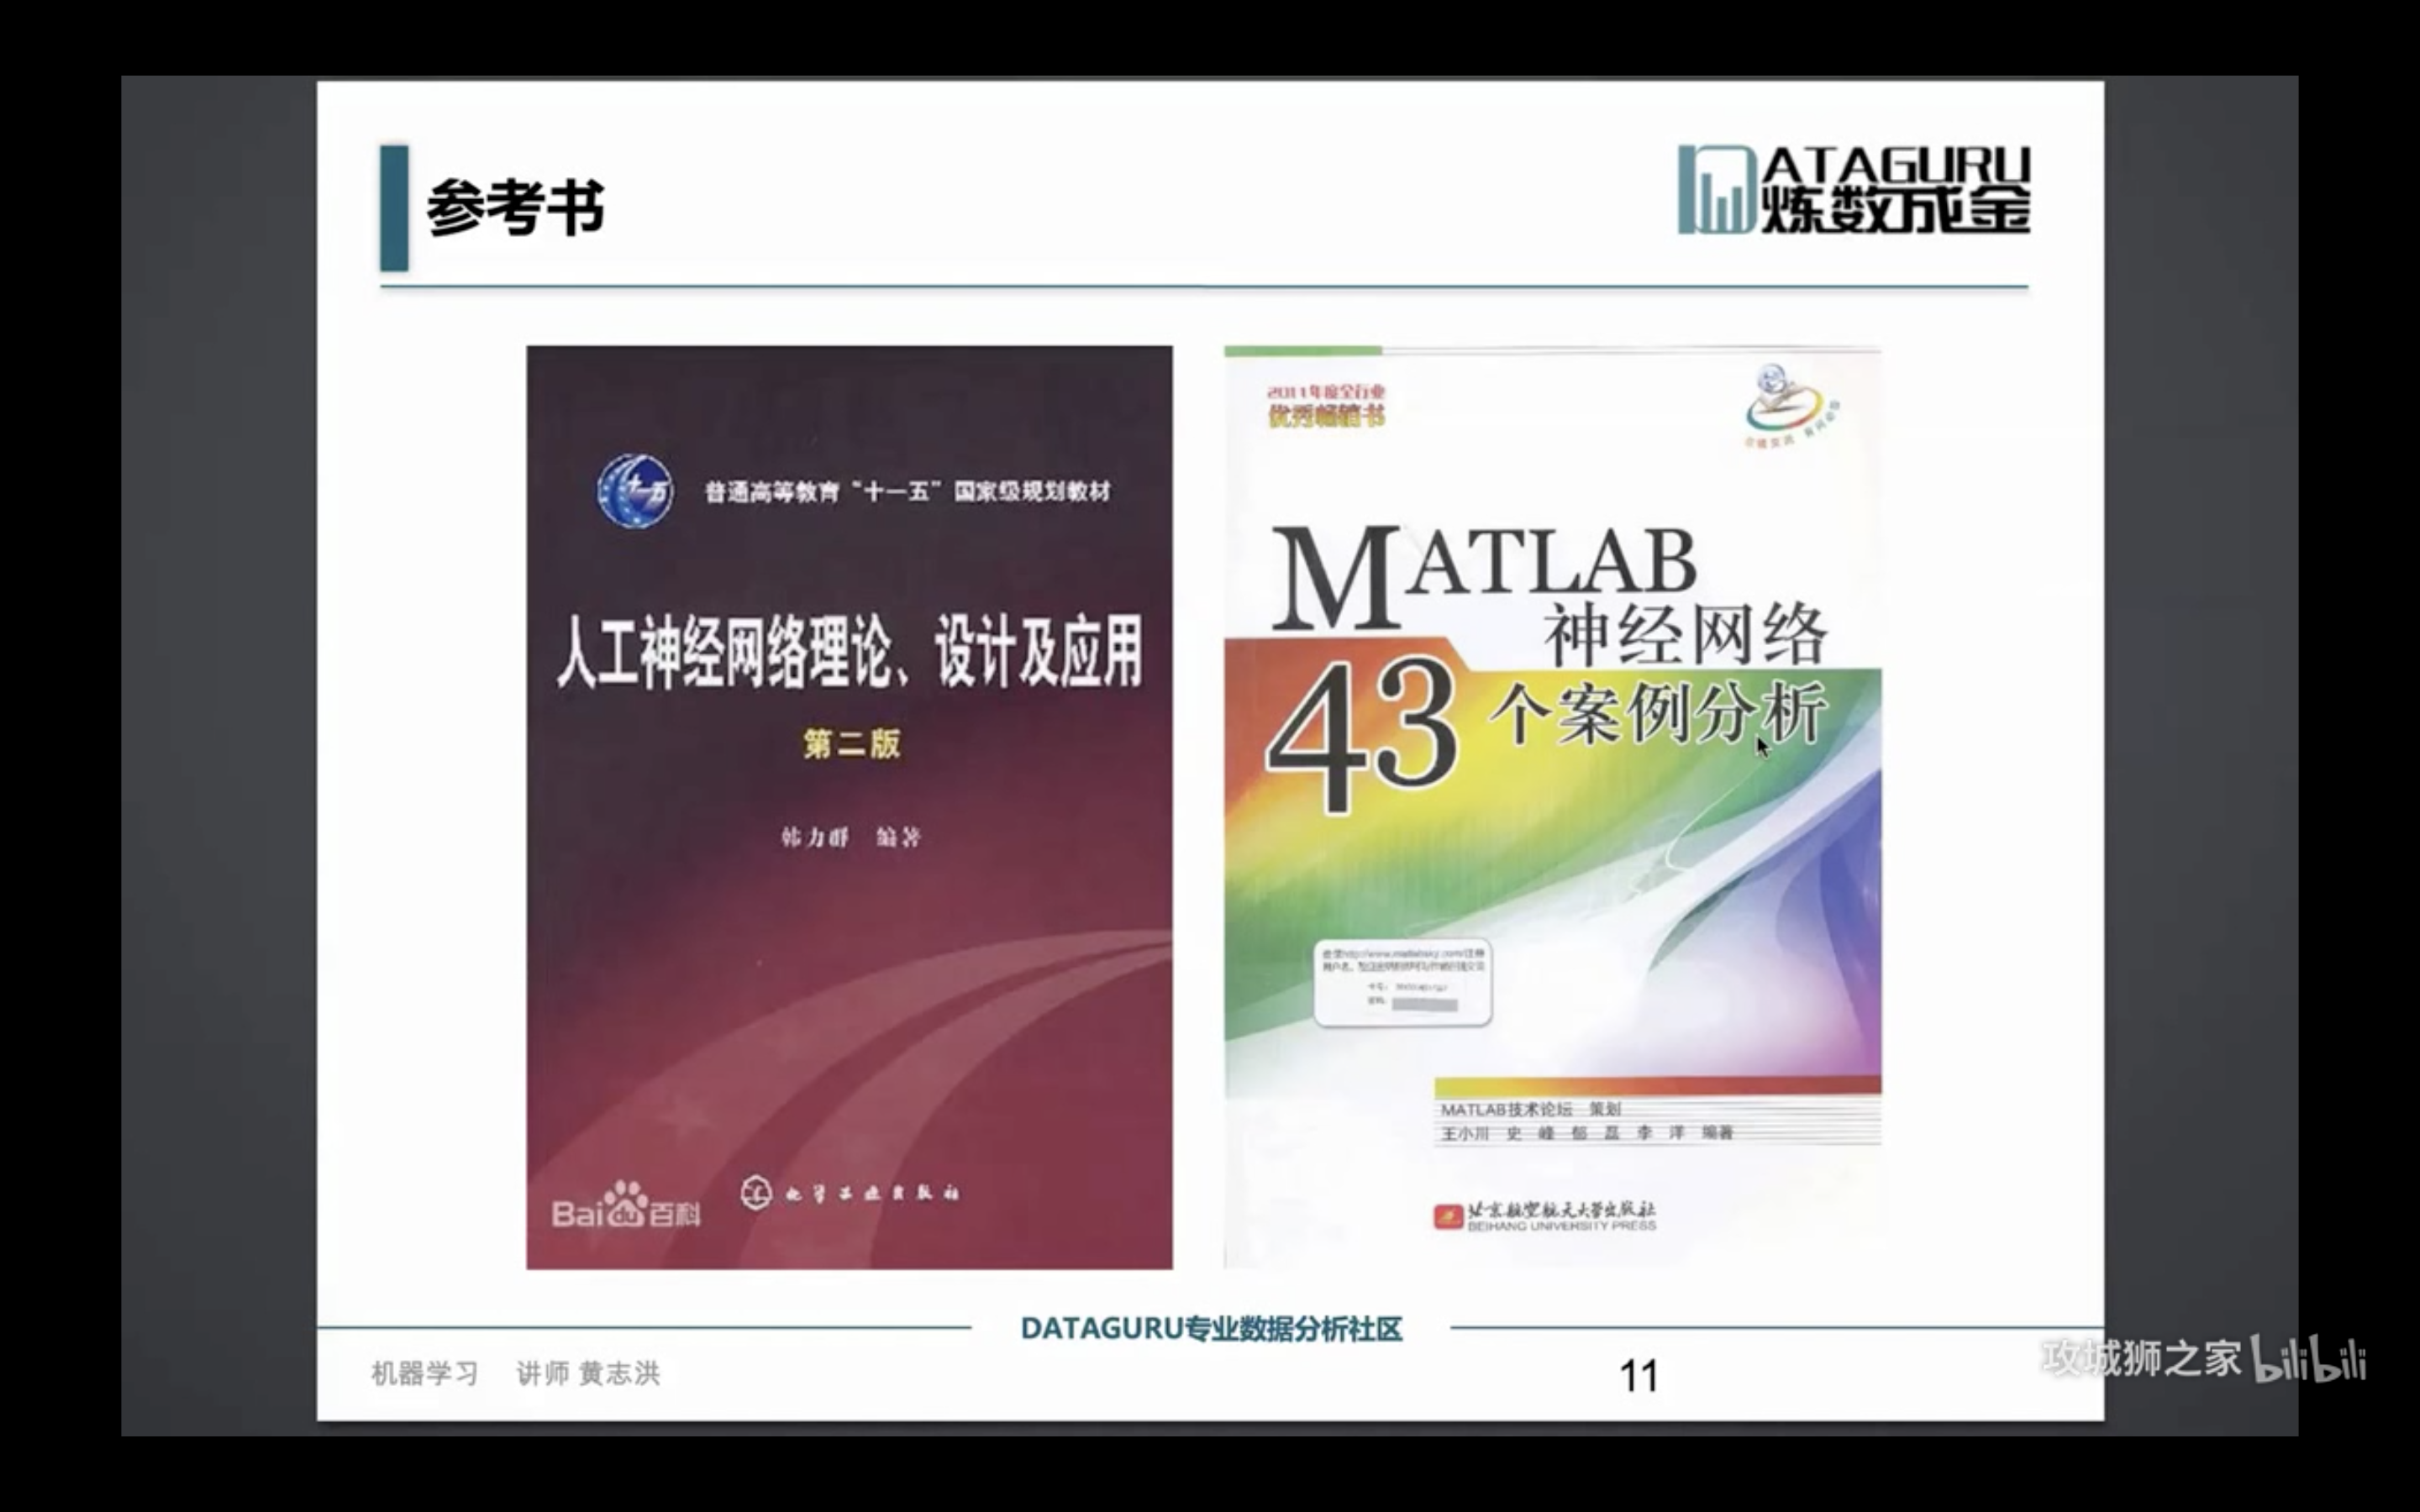 参考书
DATAGURU
炼数成金
十一五
普通高等教育“十一五”国家级规划教材
人工神经网络理论、设计及应用
第二版
韩力群 编著
Baidu百科
化学工业出版社
2011年度全行业
优秀畅销书
MATLAB
神经网络
43个案例分析
MATLAB技术论坛 策划
王小川 史峰 郁磊 李洋 编著
北京航空航天大学出版社
BEIHANG UNIVERSITY PRESS
DATAGURU专业数据分析社区
机器学习 讲师 黄志洪
11
攻城狮之家 bilibili